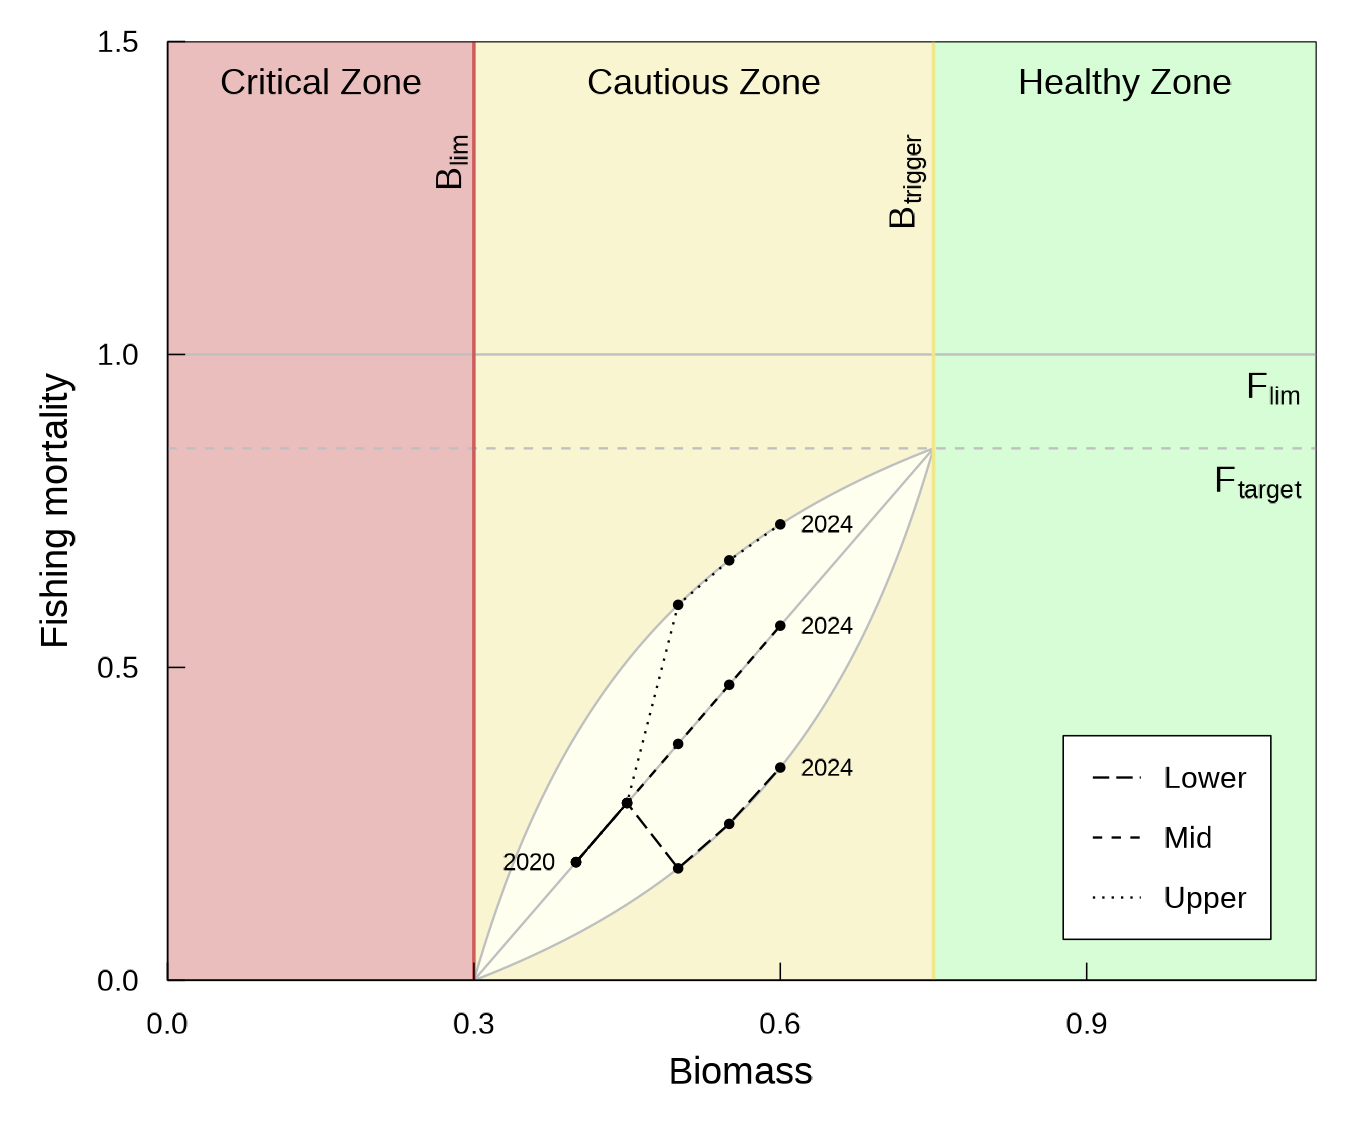 1.5
Critical Zone
Cautious Zone
Healthy Zone
Blim
Btrigger
1.0
Flim
Ftarget
Fishing mortality
2024
2024
0.5
2024
2020
Lower
Mid
Upper
0.0
0.0
0.3
0.6
0.9
Biomass